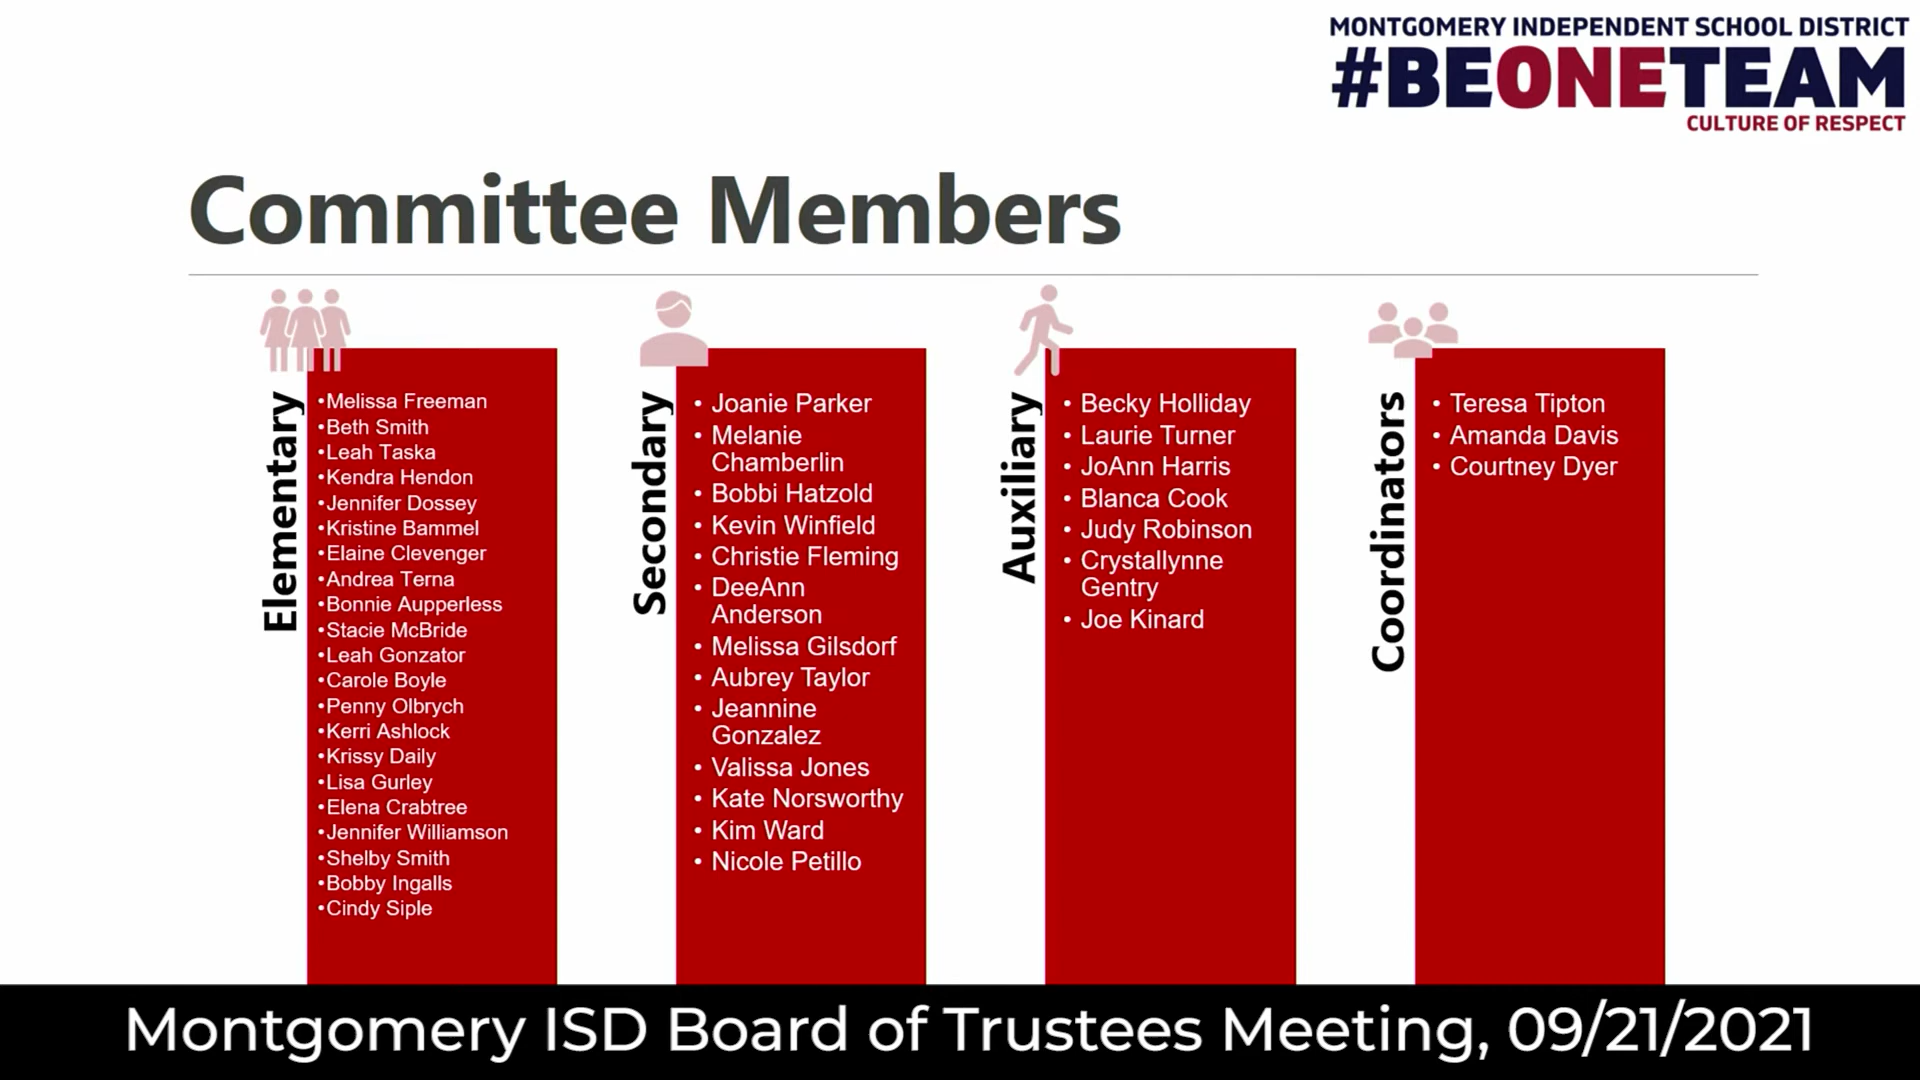 MONTGOMERY INDEPENDENT SCHOOL DISTRICT
#BEONETEAM
CULTURE OF RESPECT
Committee Members
Elementary
•Melissa Freeman
•Beth Smith
•Leah Taska
•Kendra Hendon
•Jennifer Dossey
•Kristine Bammel
•Elaine Clevenger
•Andrea Terna
•Bonnie Aupperless
•Stacie McBride
•Leah Gonzator
•Carole Boyle
•Penny Olbrych
•Kerri Ashlock
•Krissy Daily
•Lisa Gurley
•Elena Crabtree
•Jennifer Williamson
•Shelby Smith
•Bobby Ingalls
•Cindy Siple
Secondary
• Joanie Parker
• Melanie
Chamberlin
• Bobbi Hatzold
• Kevin Winfield
• Christie Fleming
• DeeAnn
Anderson
• Melissa Gilsdorf
• Aubrey Taylor
• Jeannine
Gonzalez
• Valissa Jones
• Kate Norsworthy
• Kim Ward
• Nicole Petillo
Auxiliary
• Becky Holliday
• Laurie Turner
• JoAnn Harris
• Blanca Cook
• Judy Robinson
• Crystallynne
Gentry
• Joe Kinard
Coordinators
• Teresa Tipton
• Amanda Davis
• Courtney Dyer
Montgomery ISD Board of Trustees Meeting, 09/21/2021